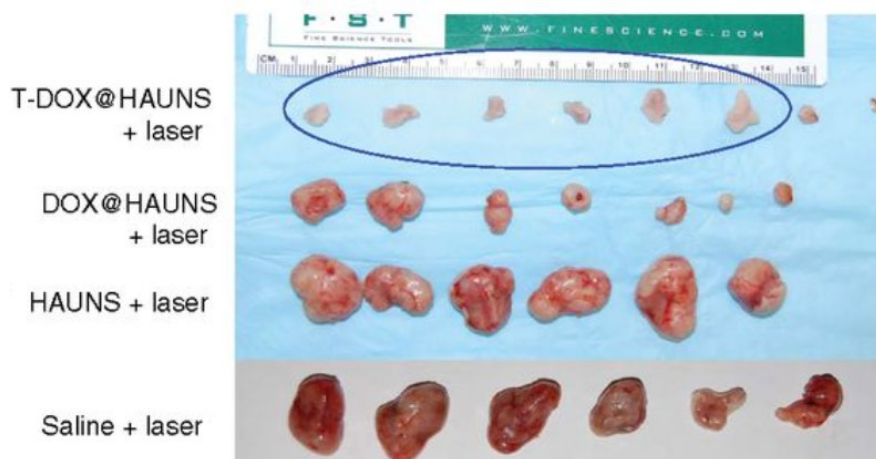 F·S·T
FINE SCIENCE TOOLS
WWW.FINESCIENCE.COM
CM 1 2 3 4 5 6 7 8 9 10 11 12 13 14 15
T-DOX@HAUNS
+ laser
DOX@HAUNS
+ laser
HAUNS + laser
Saline + laser